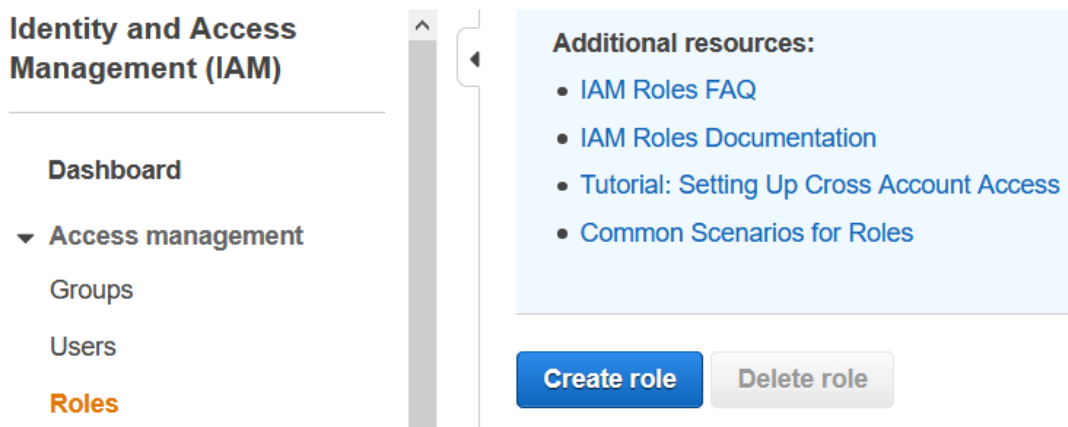 Identity and Access
Management (IAM)
Dashboard
Access management
Groups
Users
Roles
Additional resources:
IAM Roles FAQ
IAM Roles Documentation
Tutorial: Setting Up Cross Account Access
Common Scenarios for Roles
Create role
Delete role